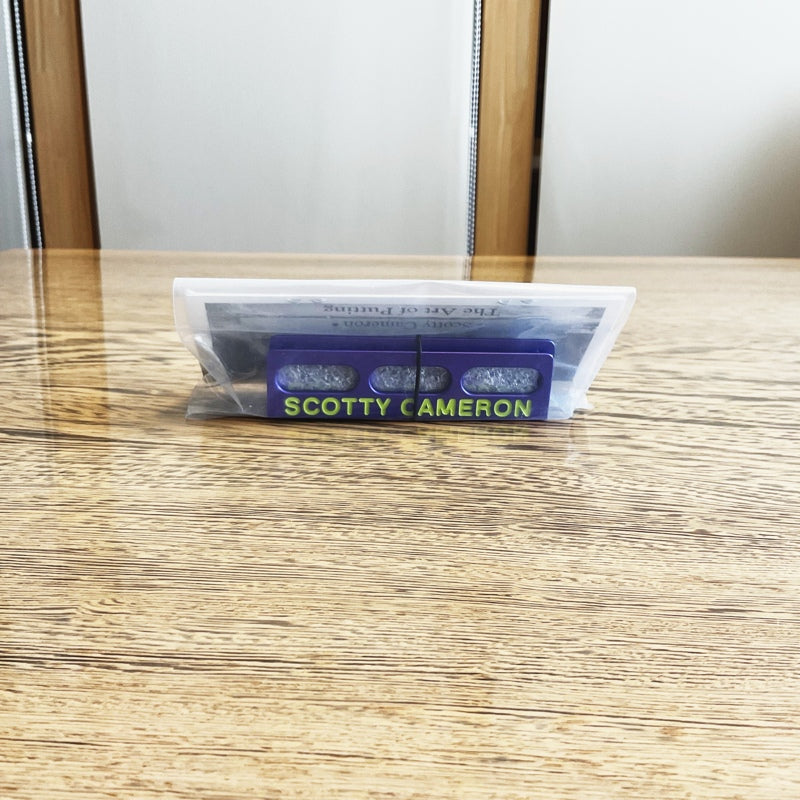 The Art of Putting
Scotty Cameron ®
SCOTTY CAMERON